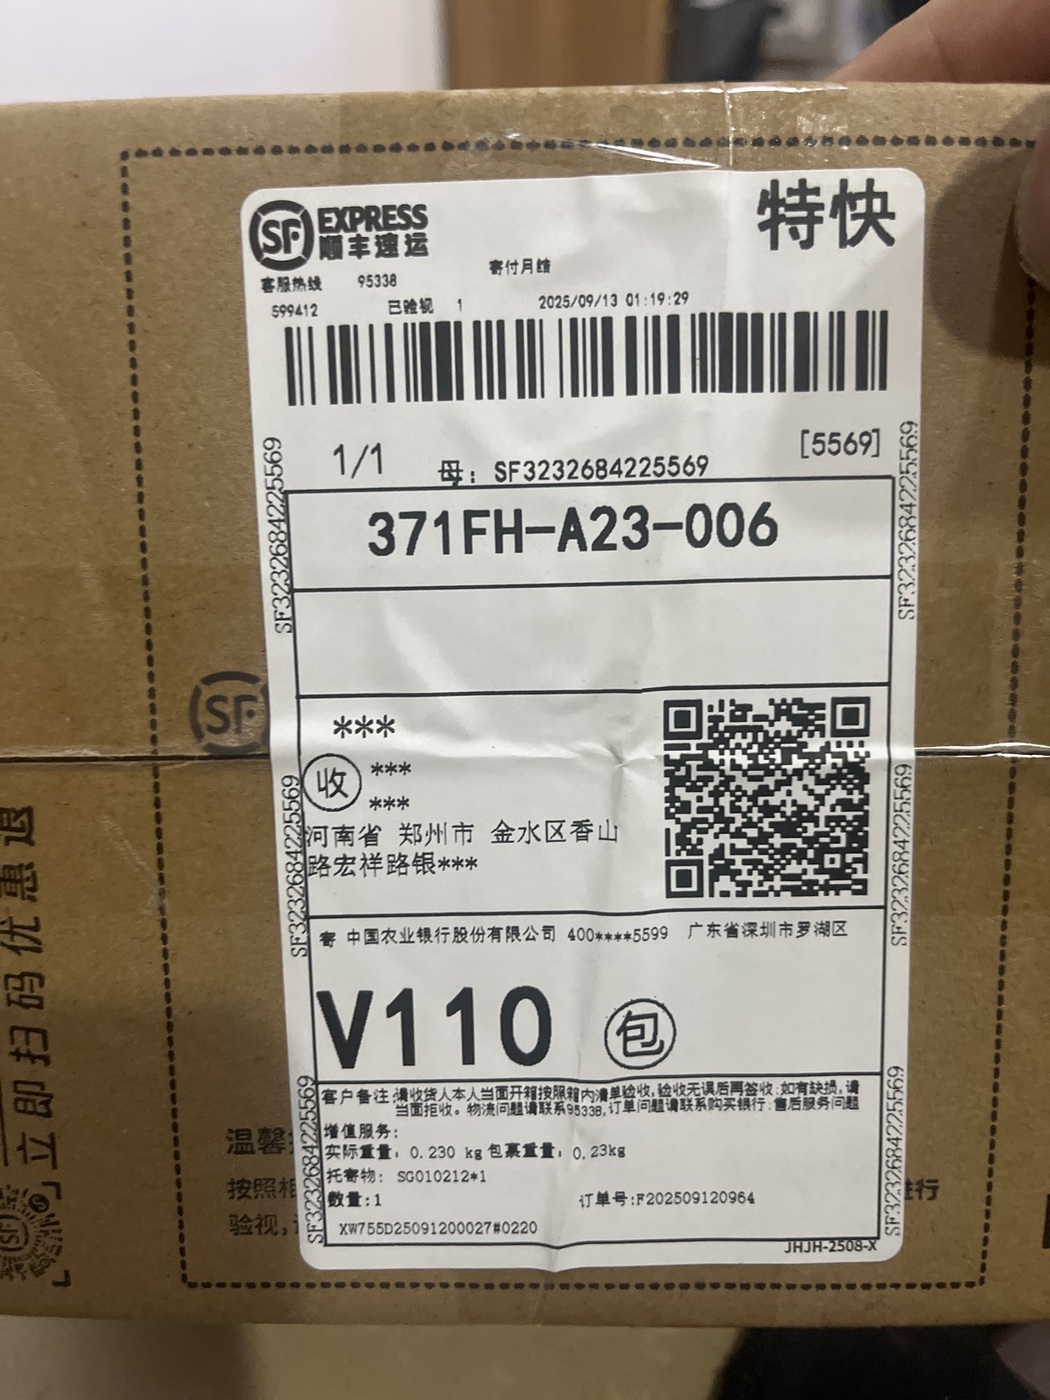 SF EXPRESS
顺丰速运
特快
客服热线 95338
寄付月结
599412 已验视 1 2025/09/13 01:19:29
1/1 母: SF3232684225569 [5569]
SF3232684225569
SF3232684225569
371FH-A23-006
SF
***
收 ***
***
河南省 郑州市 金水区香山
路宏祥路银***
SF3232684225569
SF3232684225569
寄 中国农业银行股份有限公司 400****5599 广东省深圳市罗湖区
V110 包
客户备注:请收货人本人当面开箱按照箱内清单验收,验收无误后再签收;如有缺损,请
当面拒收。物流问题请联系95338,订单问题请联系购买银行;售后服务问题
增值服务:
实际重量: 0.230 kg 包裹重量: 0.23kg
托寄物: SG010212*1
数量:1 订单号:F202509120964
XW755D25091200027#0220
JHJH-2508-X
SF3232684225569
SF3232684225569
立即扫码优惠退
SF
温馨
按照相
进行
验视,